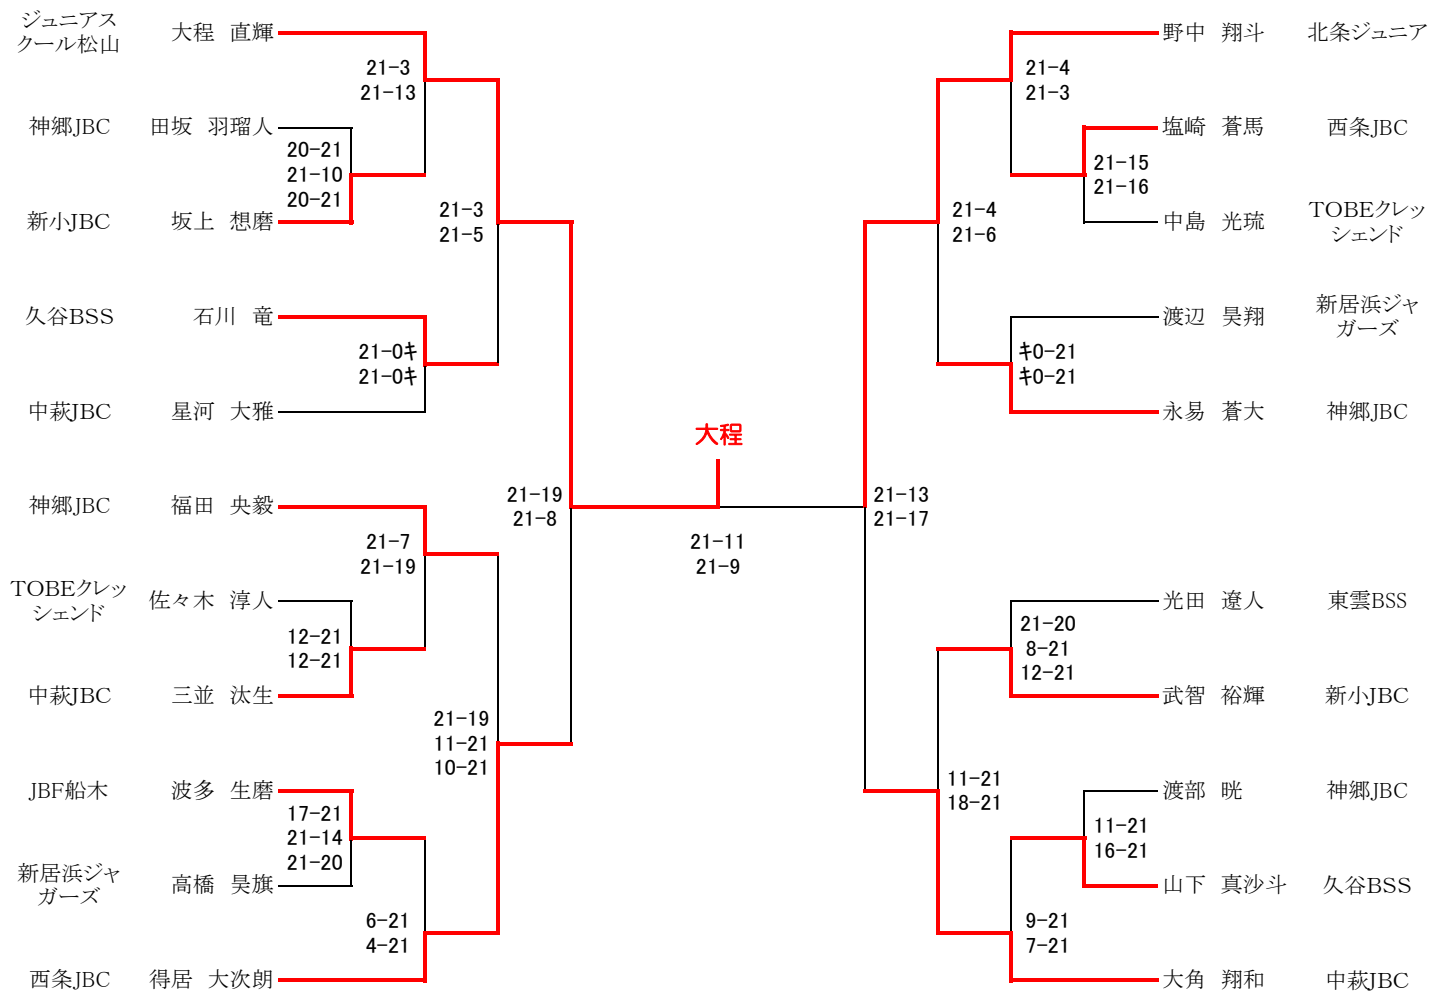 ジュニアス
クール松山
大程 直輝
21-3
21-13
神郷JBC
田坂 羽瑠人
20-21
21-10
20-21
新小JBC
坂上 想磨
21-3
21-5
久谷BSS
石川 竜
21-0キ
21-0キ
中萩JBC
星河 大雅
神郷JBC
福田 央毅
21-19
21-8
21-7
21-19
TOBEクレッ
シェンド
佐々木 淳人
12-21
12-21
中萩JBC
三並 汰生
21-19
11-21
10-21
JBF船木
波多 生磨
17-21
21-14
21-20
新居浜ジャ
ガーズ
高橋 昊旗
6-21
4-21
西条JBC
得居 大次朗
大程
21-11
21-9
野中 翔斗
北条ジュニア
21-4
21-3
塩崎 蒼馬
西条JBC
21-15
21-16
中島 光琉
TOBEクレッ
シェンド
21-4
21-6
渡辺 昊翔
新居浜ジャ
ガーズ
キ0-21
キ0-21
永易 蒼大
神郷JBC
21-13
21-17
光田 遼人
東雲BSS
21-20
8-21
12-21
武智 裕輝
新小JBC
11-21
18-21
渡部 晄
神郷JBC
11-21
16-21
山下 真沙斗
久谷BSS
9-21
7-21
大角 翔和
中萩JBC